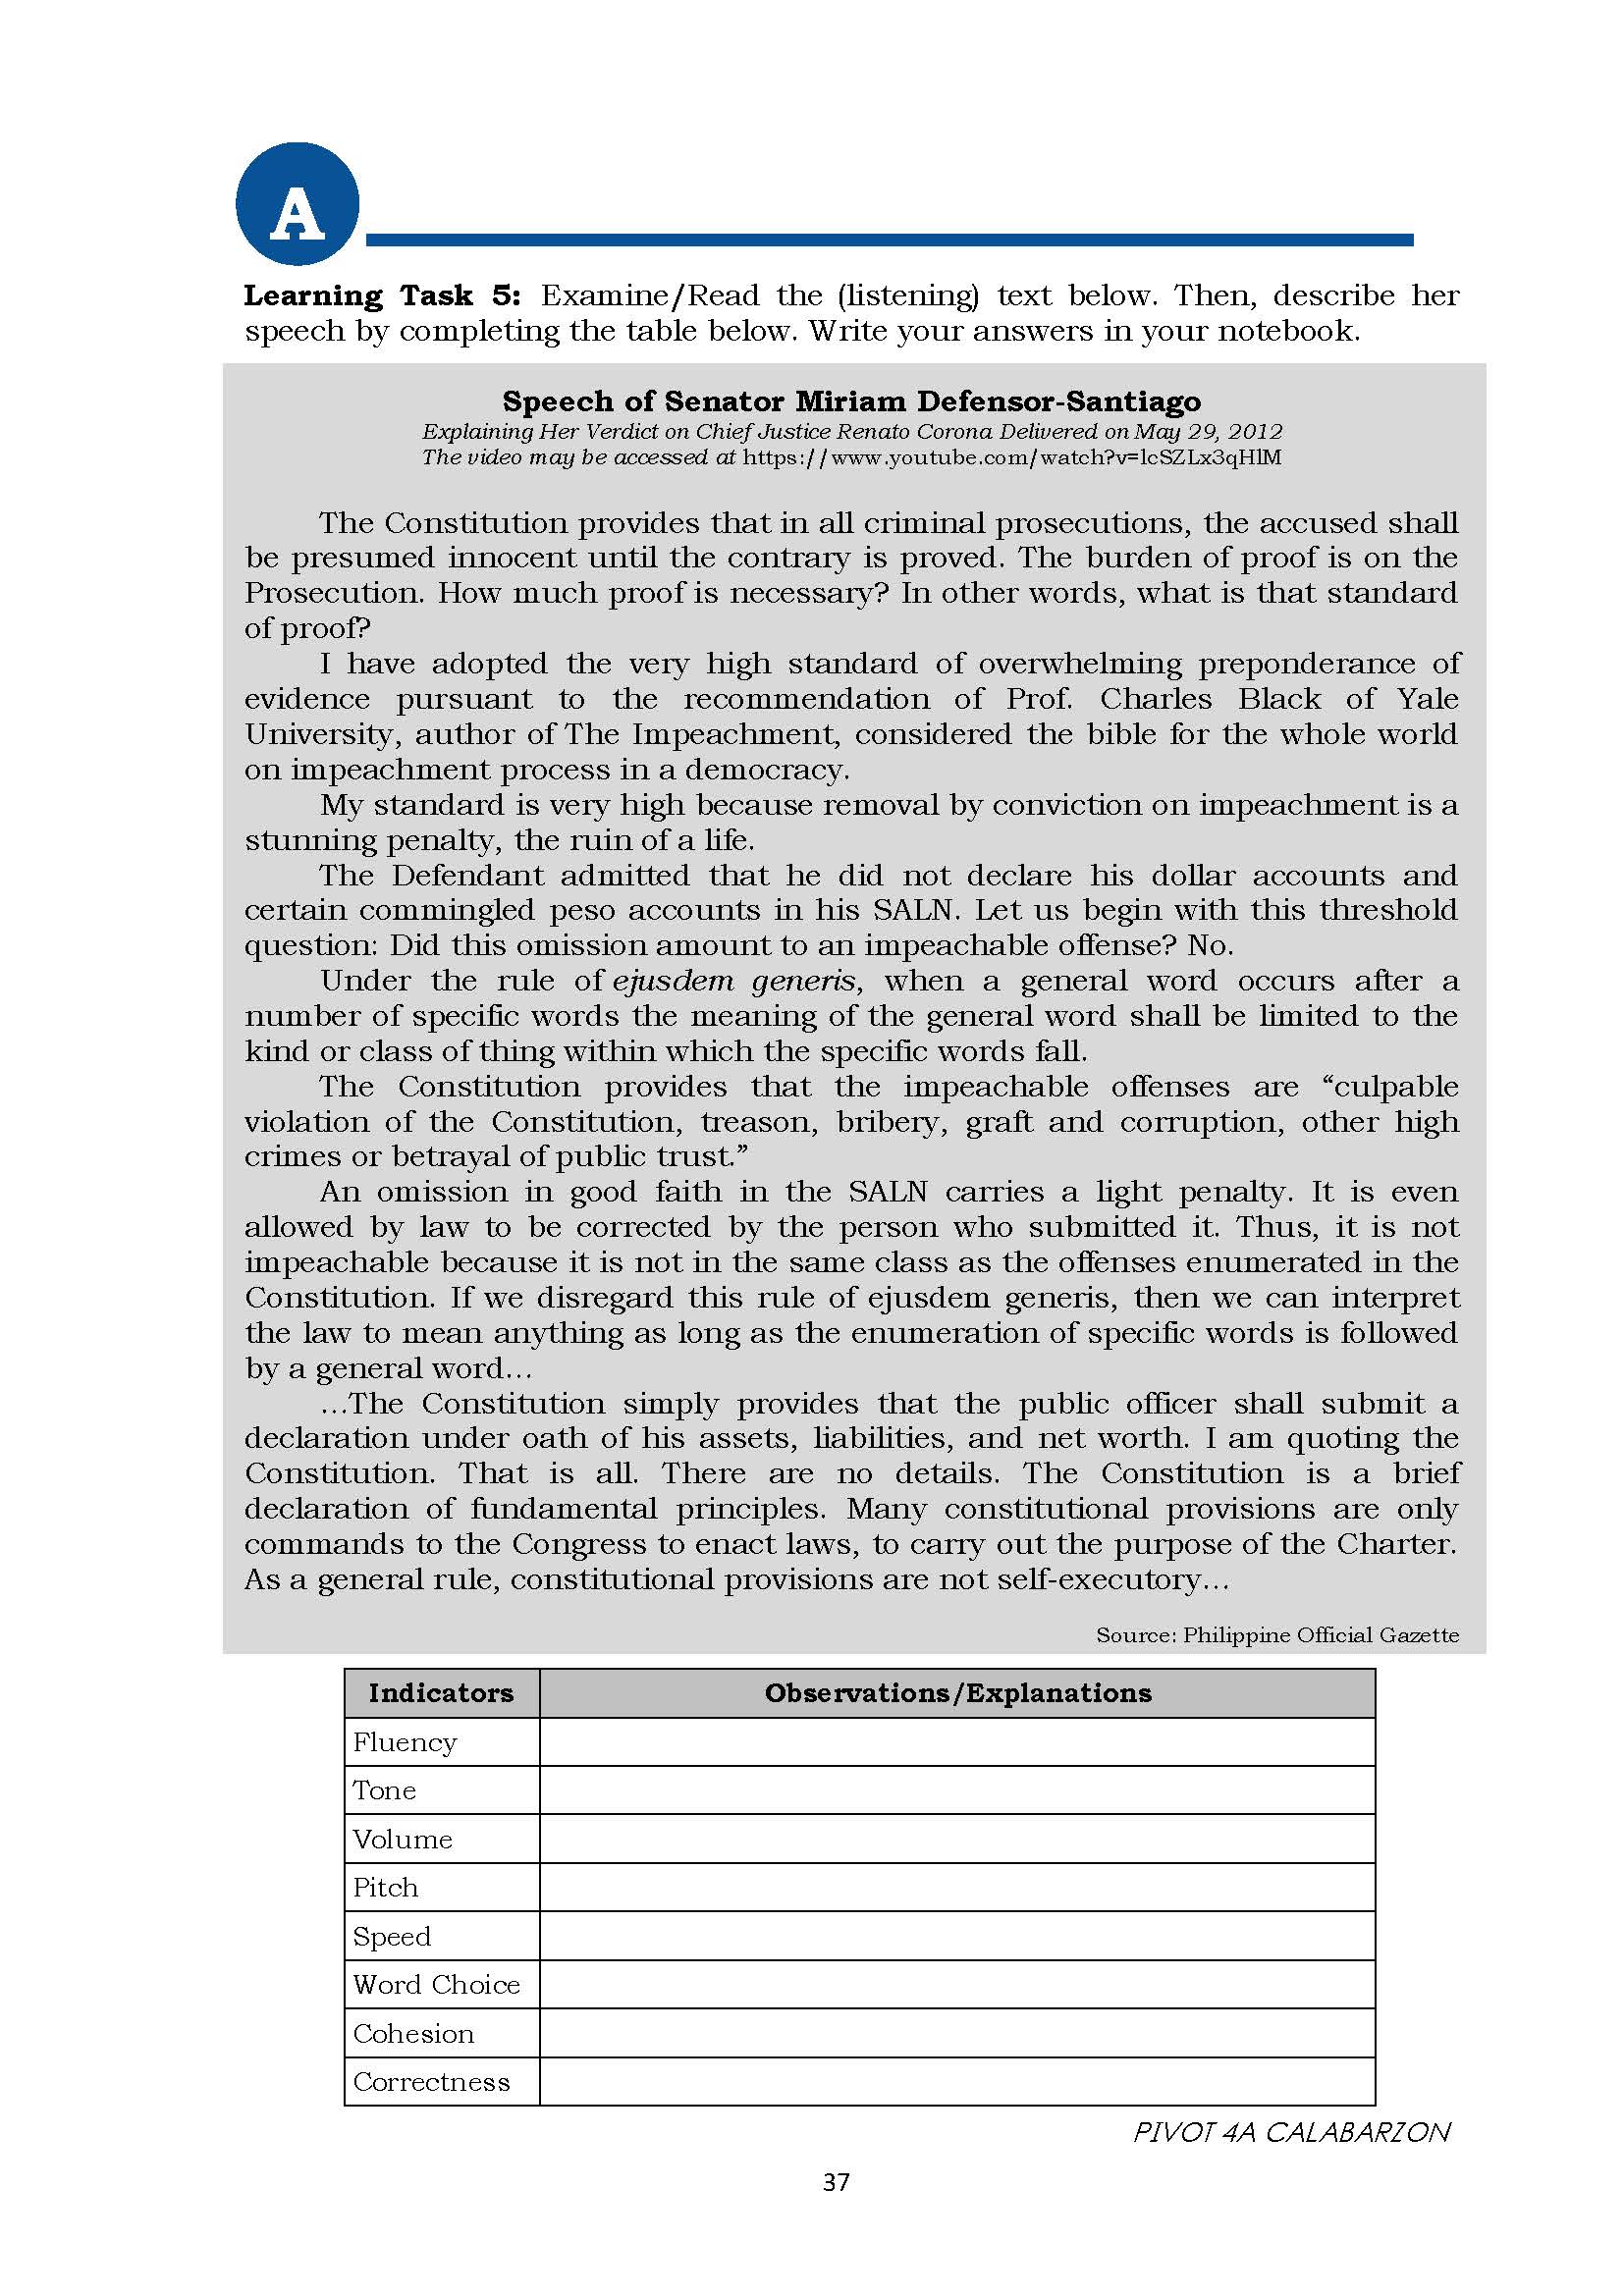 A
Learning Task 5: Examine/Read the (listening) text below. Then, describe her
speech by completing the table below. Write your answers in your notebook.
Speech of Senator Miriam Defensor-Santiago
Explaining Her Verdict on Chief Justice Renato Corona Delivered on May 29, 2012
The video may be accessed at https://www.youtube.com/watch?v=lcSZLx3qHlM
The Constitution provides that in all criminal prosecutions, the accused shall
be presumed innocent until the contrary is proved. The burden of proof is on the
Prosecution. How much proof is necessary? In other words, what is that standard
of proof?
I have adopted the very high standard of overwhelming preponderance of
evidence pursuant to the recommendation of Prof. Charles Black of Yale
University, author of The Impeachment, considered the bible for the whole world
on impeachment process in a democracy.
My standard is very high because removal by conviction on impeachment is a
stunning penalty, the ruin of a life.
The Defendant admitted that he did not declare his dollar accounts and
certain commingled peso accounts in his SALN. Let us begin with this threshold
question: Did this omission amount to an impeachable offense? No.
Under the rule of ejusdem generis, when a general word occurs after a
number of specific words the meaning of the general word shall be limited to the
kind or class of thing within which the specific words fall.
The Constitution provides that the impeachable offenses are “culpable
violation of the Constitution, treason, bribery, graft and corruption, other high
crimes or betrayal of public trust.”
An omission in good faith in the SALN carries a light penalty. It is even
allowed by law to be corrected by the person who submitted it. Thus, it is not
impeachable because it is not in the same class as the offenses enumerated in the
Constitution. If we disregard this rule of ejusdem generis, then we can interpret
the law to mean anything as long as the enumeration of specific words is followed
by a general word…
…The Constitution simply provides that the public officer shall submit a
declaration under oath of his assets, liabilities, and net worth. I am quoting the
Constitution. That is all. There are no details. The Constitution is a brief
declaration of fundamental principles. Many constitutional provisions are only
commands to the Congress to enact laws, to carry out the purpose of the Charter.
As a general rule, constitutional provisions are not self-executory…
Source: Philippine Official Gazette
Indicators Observations/Explanations
Fluency
Tone
Volume
Pitch
Speed
Word Choice
Cohesion
Correctness
PIVOT 4A CALABARZON
37